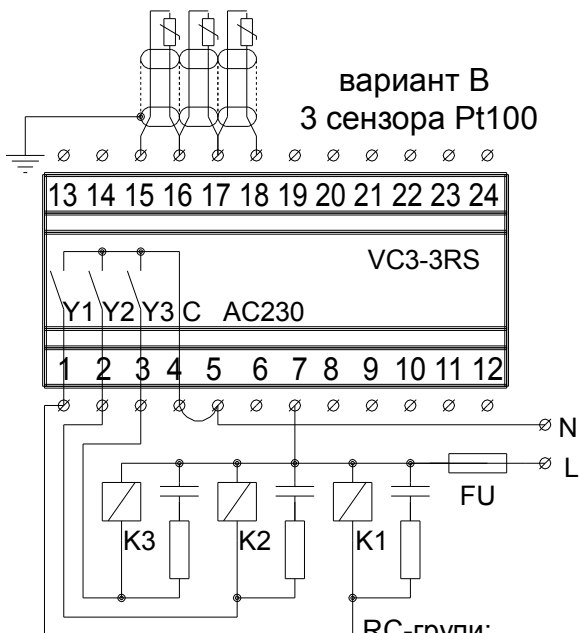 вариант B
3 сензора Pt100
13 14 15 16 17 18 19 20 21 22 23 24
VC3-3RS
Y1 Y2 Y3 C AC230
1 2 3 4 5 6 7 8 9 10 11 12
N
L
FU
K3 K2 K1
RC-групи: